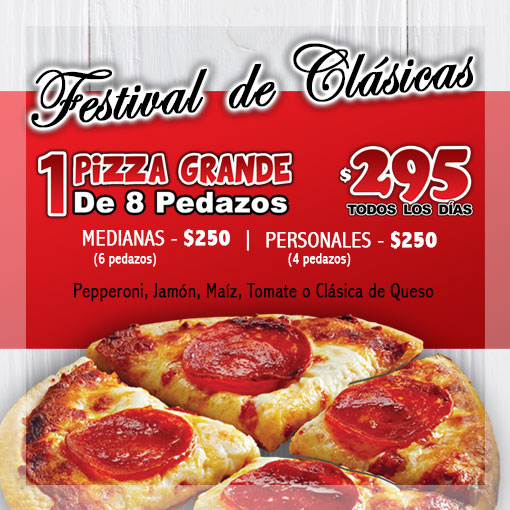 Festival de Clásicas
1 PiZZA GRANDE
De 8 Pedazos
$295
TODOS LOS DÍAS
MEDIANAS - $250 | PERSONALES - $250
(6 pedazos) (4 pedazos)
Pepperoni, Jamón, Maíz, Tomate o Clásica de Queso